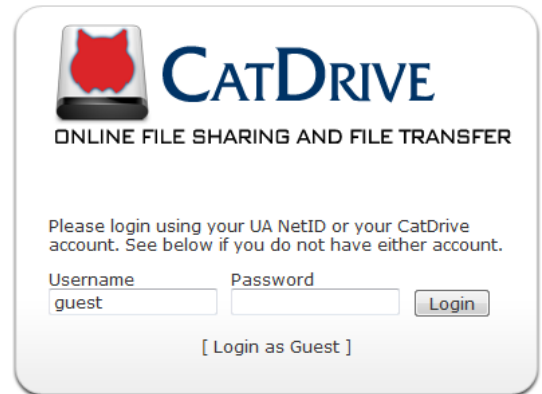 CATDRIVE
ONLINE FILE SHARING AND FILE TRANSFER
Please login using your UA NetID or your CatDrive
account. See below if you do not have either account.
Username Password
guest Login
[ Login as Guest ]